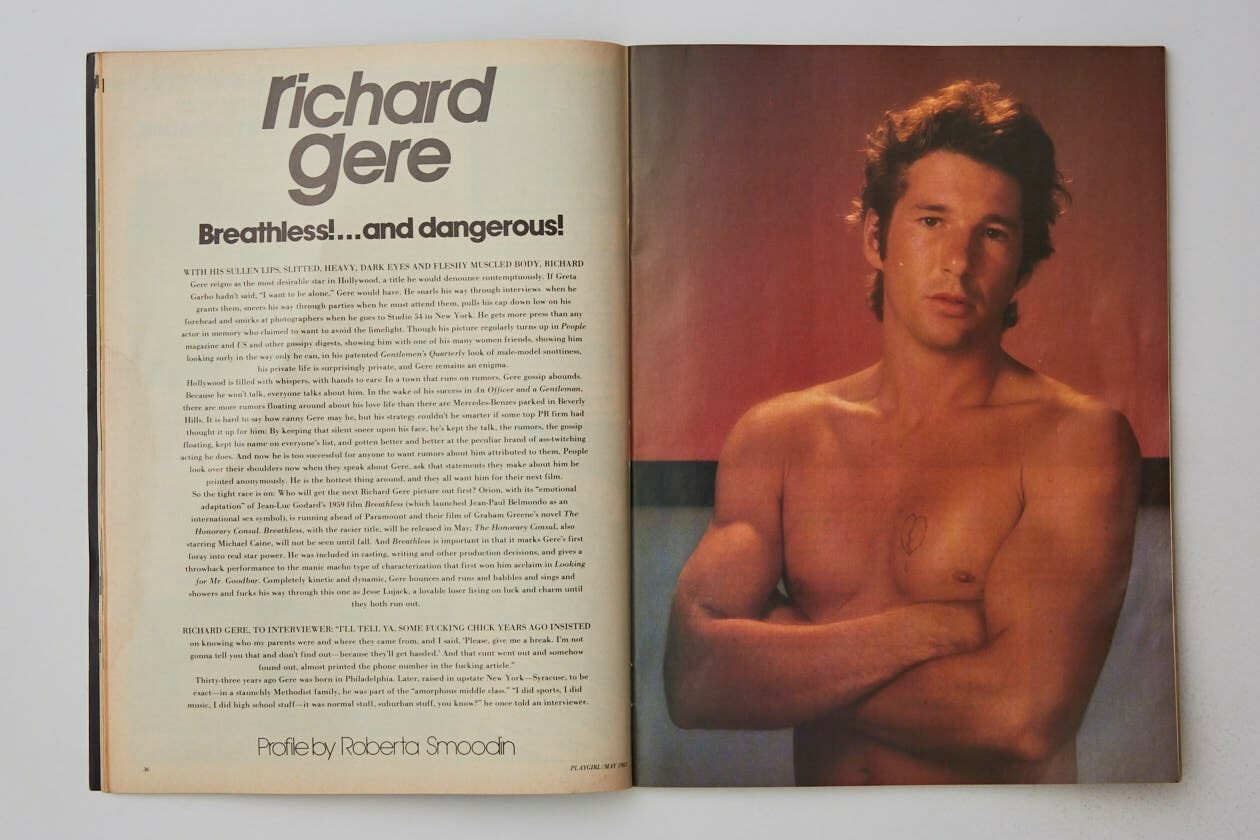 richard
gere
Breathless!...and dangerous!
WITH HIS SULLEN LIPS, SLITTED, HEAVY, DARK EYES AND FLESHY MUSCLED BODY, RICHARD
Gere reigns as the most desirable star in Hollywood, a title he would denounce contemptuously. If Greta
Garbo hadn't said, "I want to be alone," Gere would have. He snarls his way through interviews when he
grants them, sneers his way through parties when he must attend them, pulls his cap down low on his
forehead and smirks at photographers when he goes to Studio 54 in New York. He gets more press than any
actor in memory who claimed to want to avoid the limelight. Though his picture regularly turns up in People
magazine and US and other gossipy digests, showing him with one of his many women friends, showing him
looking surly in the way only he can, in his patented Gentlemen's Quarterly look of male-model snottiness,
his private life is surprisingly private, and Gere remains an enigma.
Hollywood is filled with whispers, with hands to ears: In a town that runs on rumors, Gere gossip abounds.
Because he won't talk, everyone talks about him. In the wake of his success in An Officer and a Gentleman,
there are more rumors floating around about his love life than there are Mercedes-Benzes parked in Beverly
Hills. It is hard to say how canny Gere may be, but his strategy couldn't be smarter if some top PR firm had
thought it up for him: By keeping that silent sneer upon his face, he's kept the talk, the rumors, the gossip
floating, kept his name on everyone's list, and gotten better and better at the peculiar brand of ass-twitching
acting he does. And now he is too successful for anyone to want rumors about him attributed to them. People
look over their shoulders now when they speak about Gere, ask that statements they make about him be
printed anonymously. He is the hottest thing around, and they all want him for their next film.
So the tight race is on: Who will get the next Richard Gere picture out first? Orion, with its "emotional
adaptation" of Jean-Luc Godard's 1959 film Breathless (which launched Jean-Paul Belmondo as an
international sex symbol), is running ahead of Paramount and their film of Graham Greene's novel The
Honorary Consul. Breathless, with the racier title, will be released in May; The Honorary Consul, also
starring Michael Caine, will not be seen until fall. And Breathless is important in that it marks Gere's first
foray into real star power. He was included in casting, writing and other production decisions, and gives a
throwback performance to the manic macho type of characterization that first won him acclaim in Looking
for Mr. Goodbar. Completely kinetic and dynamic, Gere bounces and runs and babbles and sings and
showers and fucks his way through this one as Jesse Lujack, a lovable loser living on luck and charm until
they both run out.
RICHARD GERE, TO INTERVIEWER: "I'LL TELL YA, SOME FUCKING CHICK YEARS AGO INSISTED
on knowing who my parents were and where they came from, and I said, 'Please, give me a break. I'm not
gonna tell you that and don't find out—because they'll get hassled.' And that cunt went out and somehow
found out, almost printed the phone number in the fucking article."
Thirty-three years ago Gere was born in Philadelphia. Later, raised in upstate New York—Syracuse, to be
exact—in a staunchly Methodist family, he was part of the "amorphous middle class." "I did sports, I did
music, I did high school stuff—it was normal stuff, suburban stuff, you know?" he once told an interviewer.
Profile by Roberta Smoodin
36
PLAYGIRL/MAY